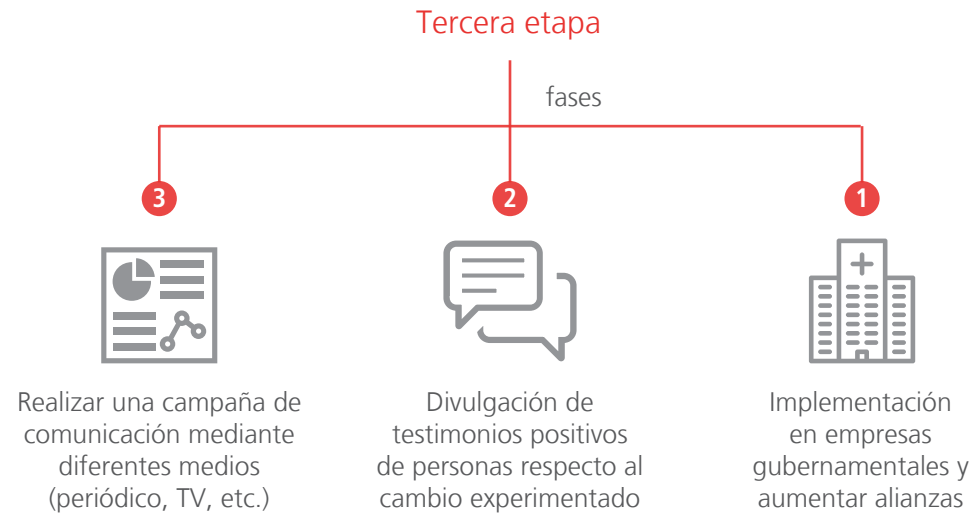 Tercera etapa
fases
3
Realizar una campaña de
comunicación mediante
diferentes medios
(periódico, TV, etc.)
2
Divulgación de
testimonios positivos
de personas respecto al
cambio experimentado
1
Implementación
en empresas
gubernamentales y
aumentar alianzas